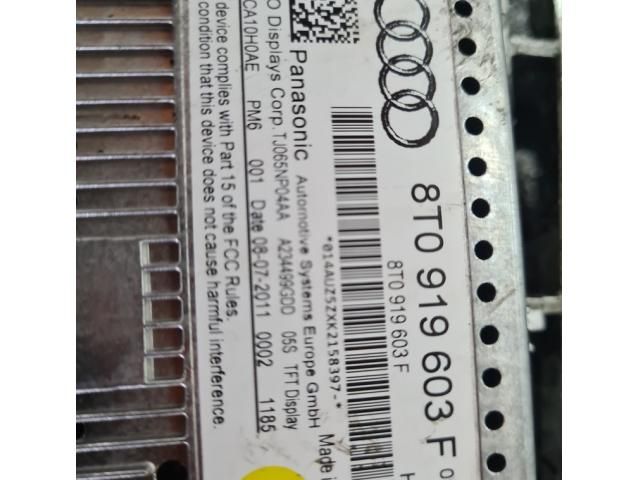 8T0 919 603 F
8T0 919 603 F
*014AUZ5ZXK2158397-*
Made
Panasonic Automotive Systems Europe GmbH
Displays Corp. TJ065NP04AA A234499GDD 05S TFT Display
CA10H0AE PM6 001 Date 08-07-2011 0002 1185
device complies with Part 15 of the FCC Rules.
that this device does not cause harmful interference.